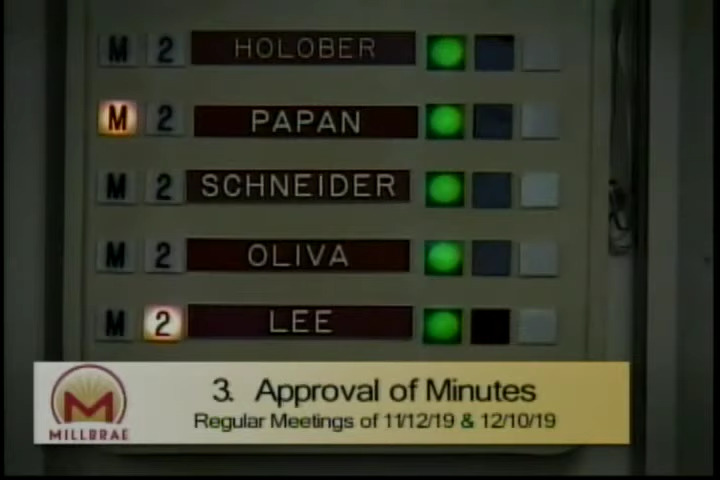 M 2 HOLOBER
M 2 PAPAN
M 2 SCHNEIDER
M 2 OLIVA
M 2 LEE
M
MILLBRAE
3. Approval of Minutes
Regular Meetings of 11/12/19 & 12/10/19